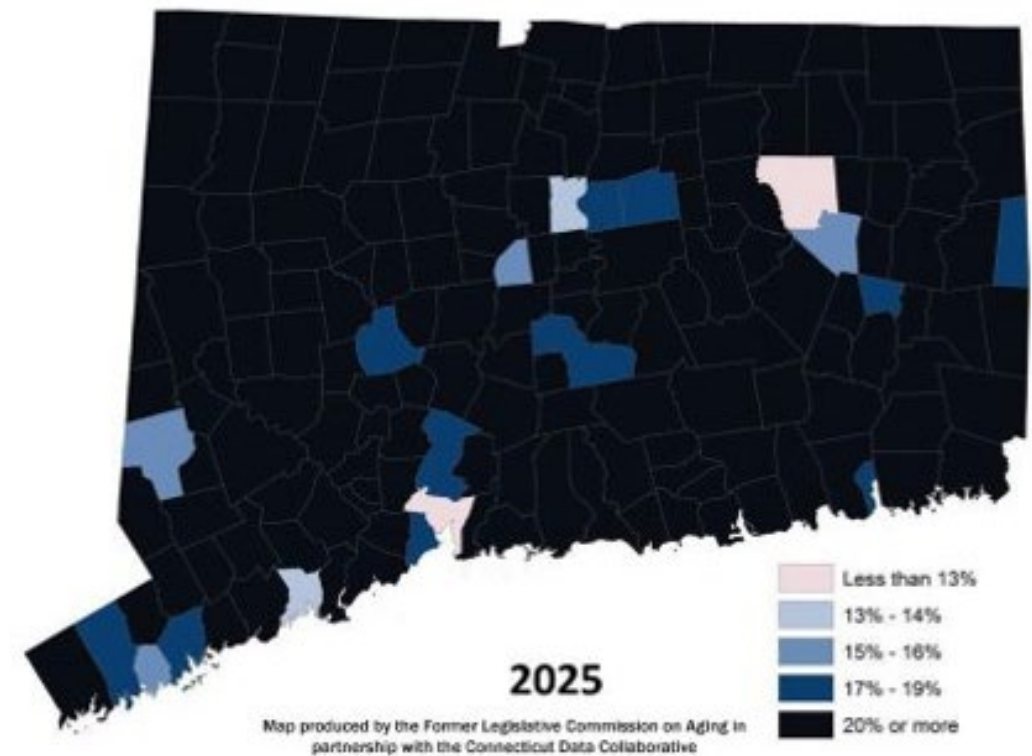 Less than 13%
13% - 14%
15% - 16%
17% - 19%
20% or more
2025
Map produced by the Former Legislative Commission on Aging in
partnership with the Connecticut Data Collaborative